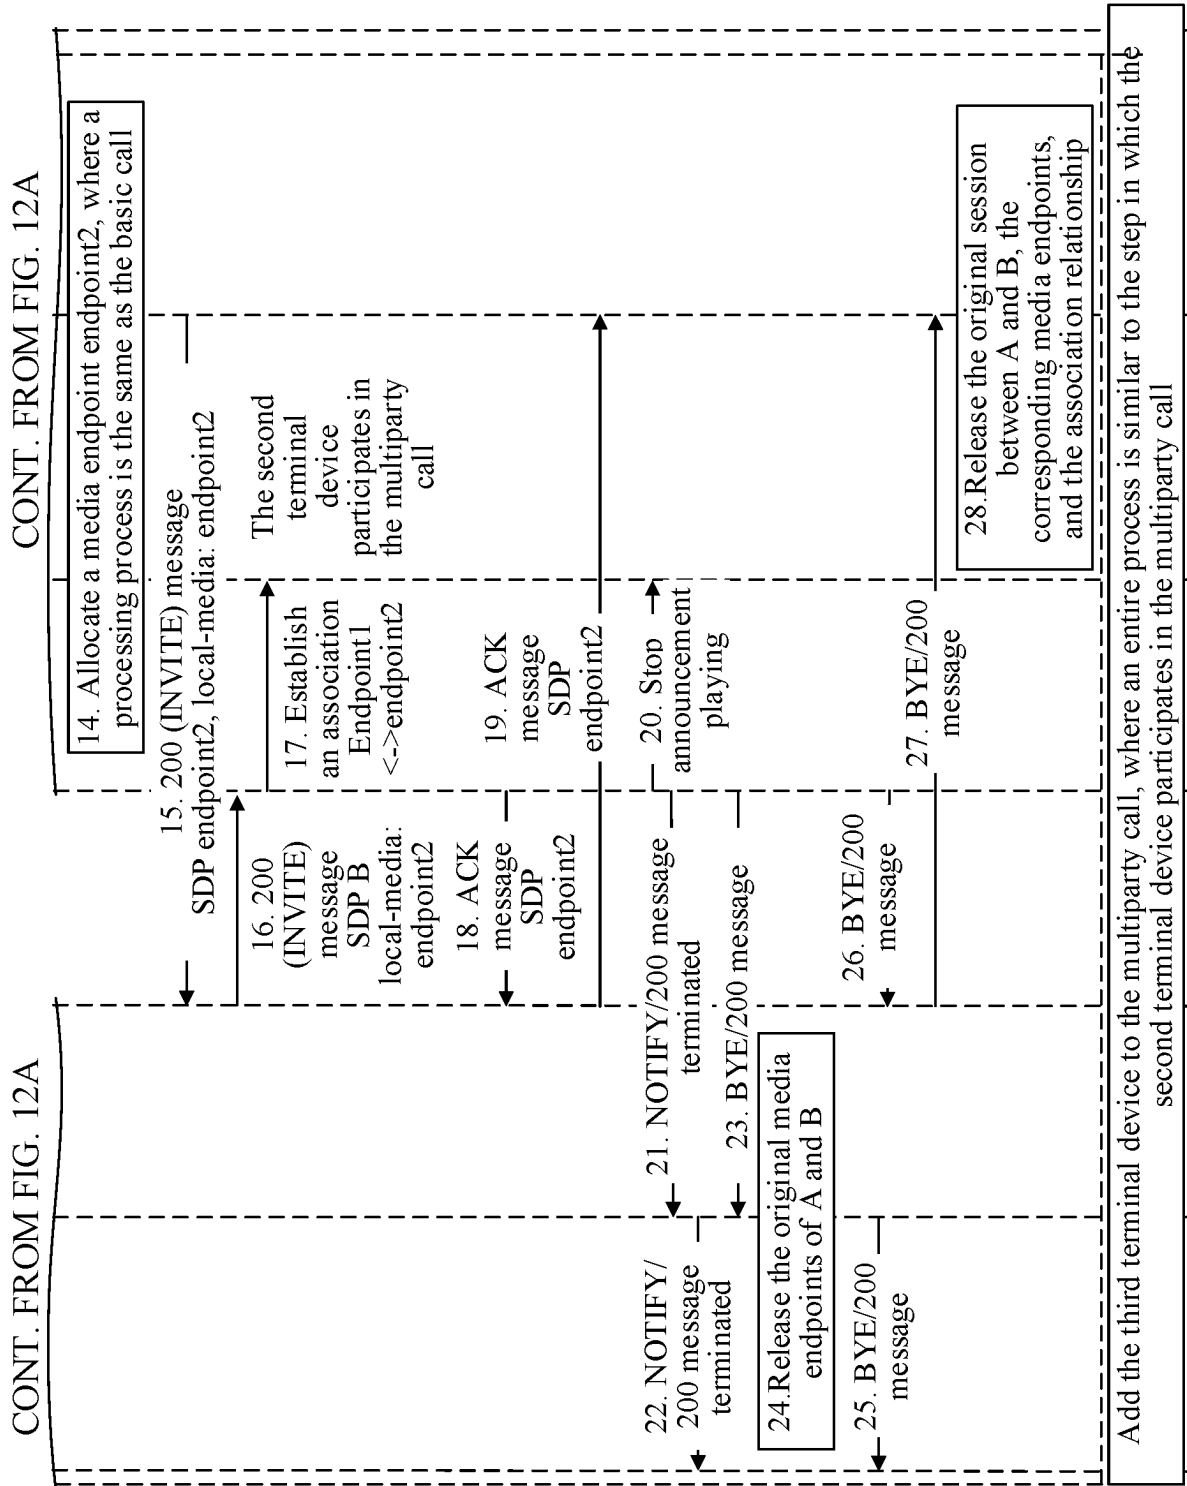 CONT. FROM FIG. 12A
CONT. FROM FIG. 12A
14. Allocate a media endpoint endpoint2, where a
processing process is the same as the basic call
15. 200 (INVITE) message
SDP endpoint2, local-media: endpoint2
16. 200
(INVITE)
message
SDP B
local-media:
endpoint2
17. Establish
an association
Endpoint1
<->endpoint2
The second
terminal
device
participates in
the multiparty
call
18. ACK
message
SDP
endpoint2
19. ACK
message
SDP
endpoint2
20. Stop
announcement
playing
21. NOTIFY/200 message
terminated
22. NOTIFY/
200 message
terminated
23. BYE/200 message
24.Release the original media
endpoints of A and B
25. BYE/200
message
26. BYE/200
message
27. BYE/200
message
28.Release the original session
between A and B, the
corresponding media endpoints,
and the association relationship
Add the third terminal device to the multiparty call, where an entire process is similar to the step in which the
second terminal device participates in the multiparty call